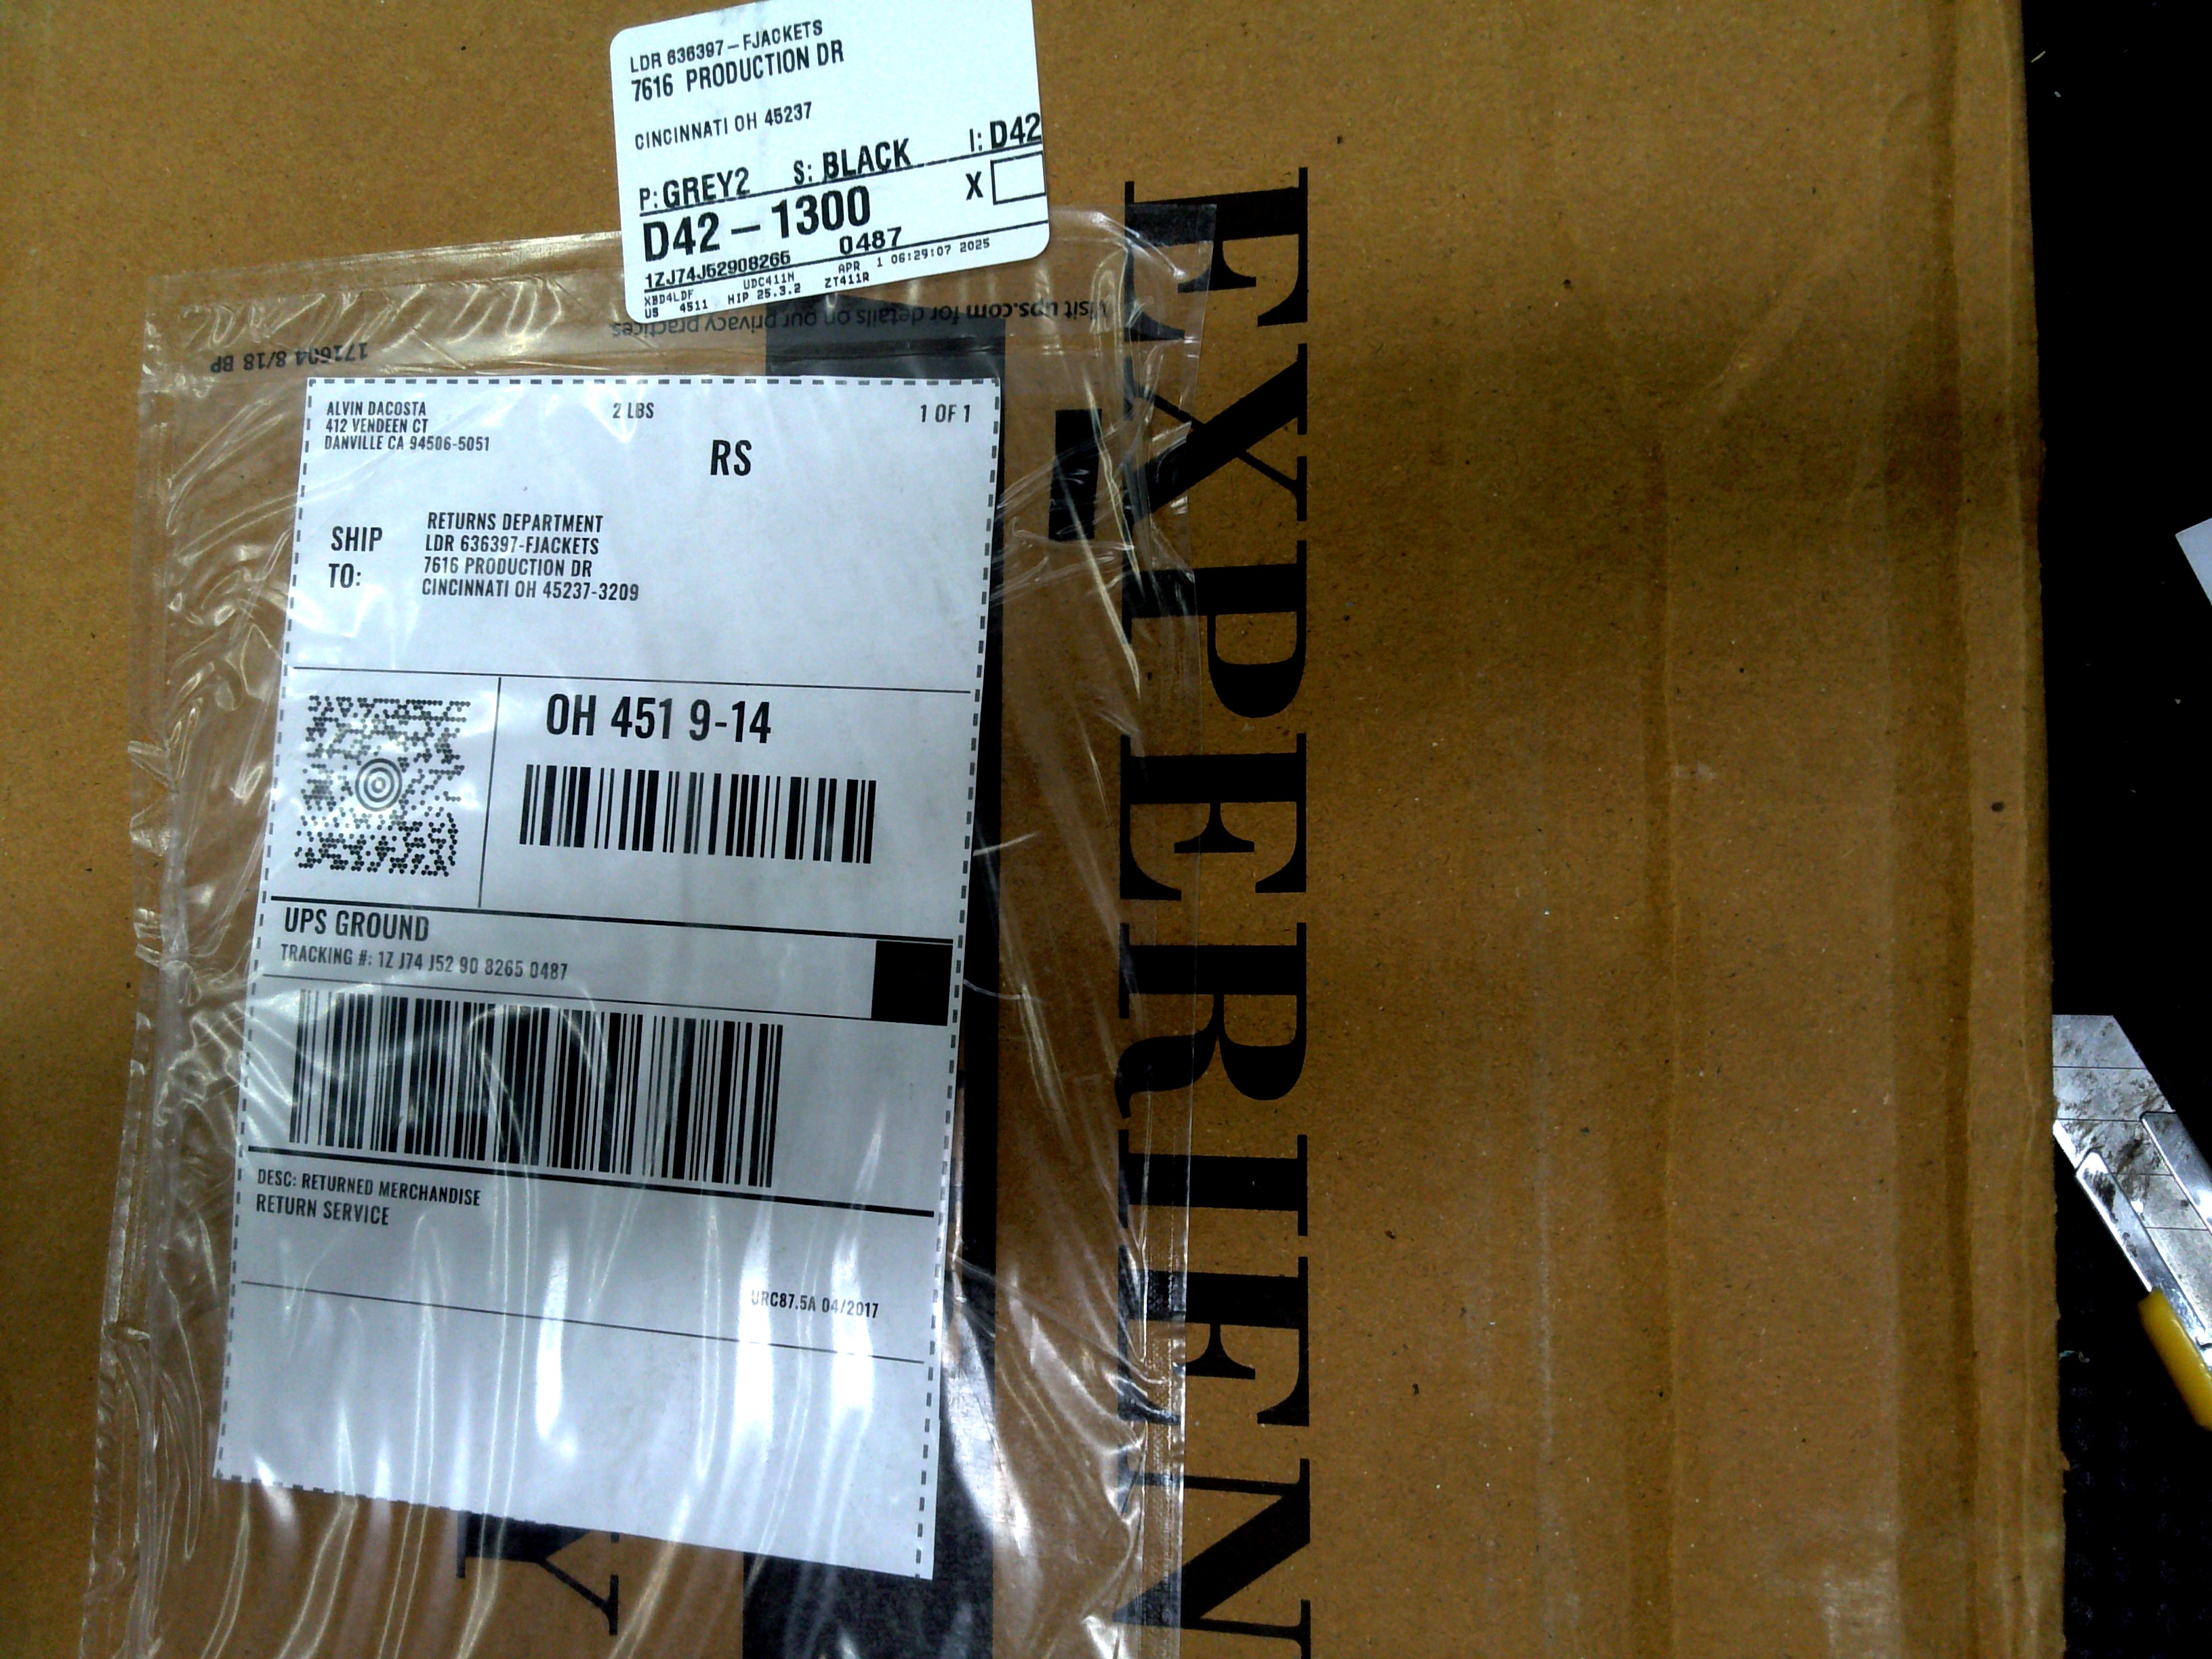 LDR 636397-FJACKETS
7616 PRODUCTION DR
CINCINNATI OH 45237
P: GREY2 S: BLACK I: D42
D42-1300 X
1ZJ74J52908265 0487
XBD4LDF UDC411N APR 1 06:29:07 2025
US 4511 HIP 25.3.2 ZT411R
Visit ups.com for details on our privacy practices
171604 8/18 BP
ALVIN DACOSTA
412 VENDEEN CT
DANVILLE CA 94506-5051
2 LBS
1 OF 1
RS
SHIP TO:
RETURNS DEPARTMENT
LDR 636397-FJACKETS
7616 PRODUCTION DR
CINCINNATI OH 45237-3209
OH 451 9-14
UPS GROUND
TRACKING #: 1Z J74 J52 90 8265 0487
DESC: RETURNED MERCHANDISE
RETURN SERVICE
URC87.5A 04/2017
EXPERIEN
Y